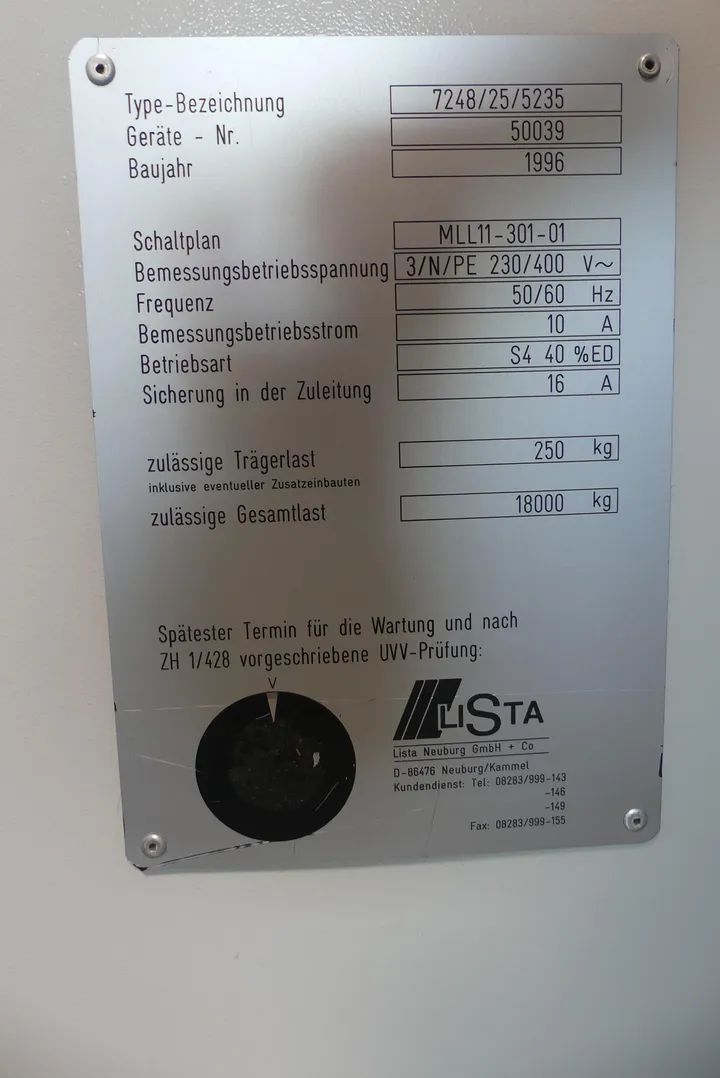 Type-Bezeichnung 7248/25/5235
Geräte - Nr. 50039
Baujahr 1996
Schaltplan MLL11-301-01
Bemessungsbetriebsspannung 3/N/PE 230/400 V~
Frequenz 50/60 Hz
Bemessungsbetriebsstrom 10 A
Betriebsart S4 40 %ED
Sicherung in der Zuleitung 16 A
zulässige Trägerlast 250 kg
inklusive eventueller Zusatzeinbauten
zulässige Gesamtlast 18000 kg
Spätester Termin für die Wartung und nach
ZH 1/428 vorgeschriebene UVV-Prüfung:
V
LISTA
Lista Neuburg GmbH + Co
D-86476 Neuburg/Kammel
Kundendienst: Tel: 08283/999-143
-146
-149
Fax: 08283/999-155